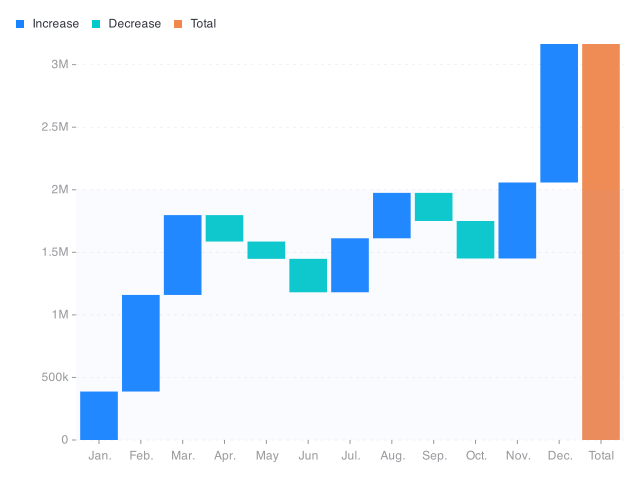 Increase Decrease Total
3M
2.5M
2M
1.5M
1M
500k
0
Jan. Feb. Mar. Apr. May Jun Jul. Aug. Sep. Oct. Nov. Dec. Total